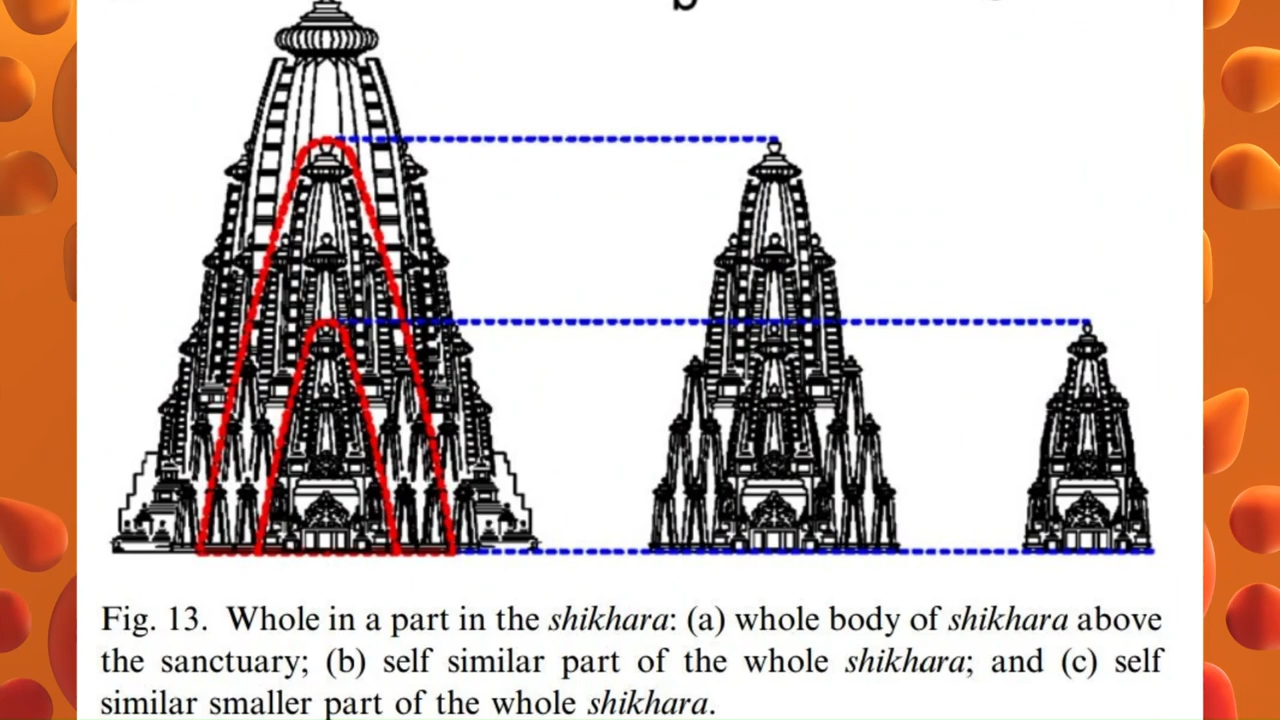 b
Fig. 13. Whole in a part in the shikhara: (a) whole body of shikhara above
the sanctuary; (b) self similar part of the whole shikhara; and (c) self
similar smaller part of the whole shikhara.